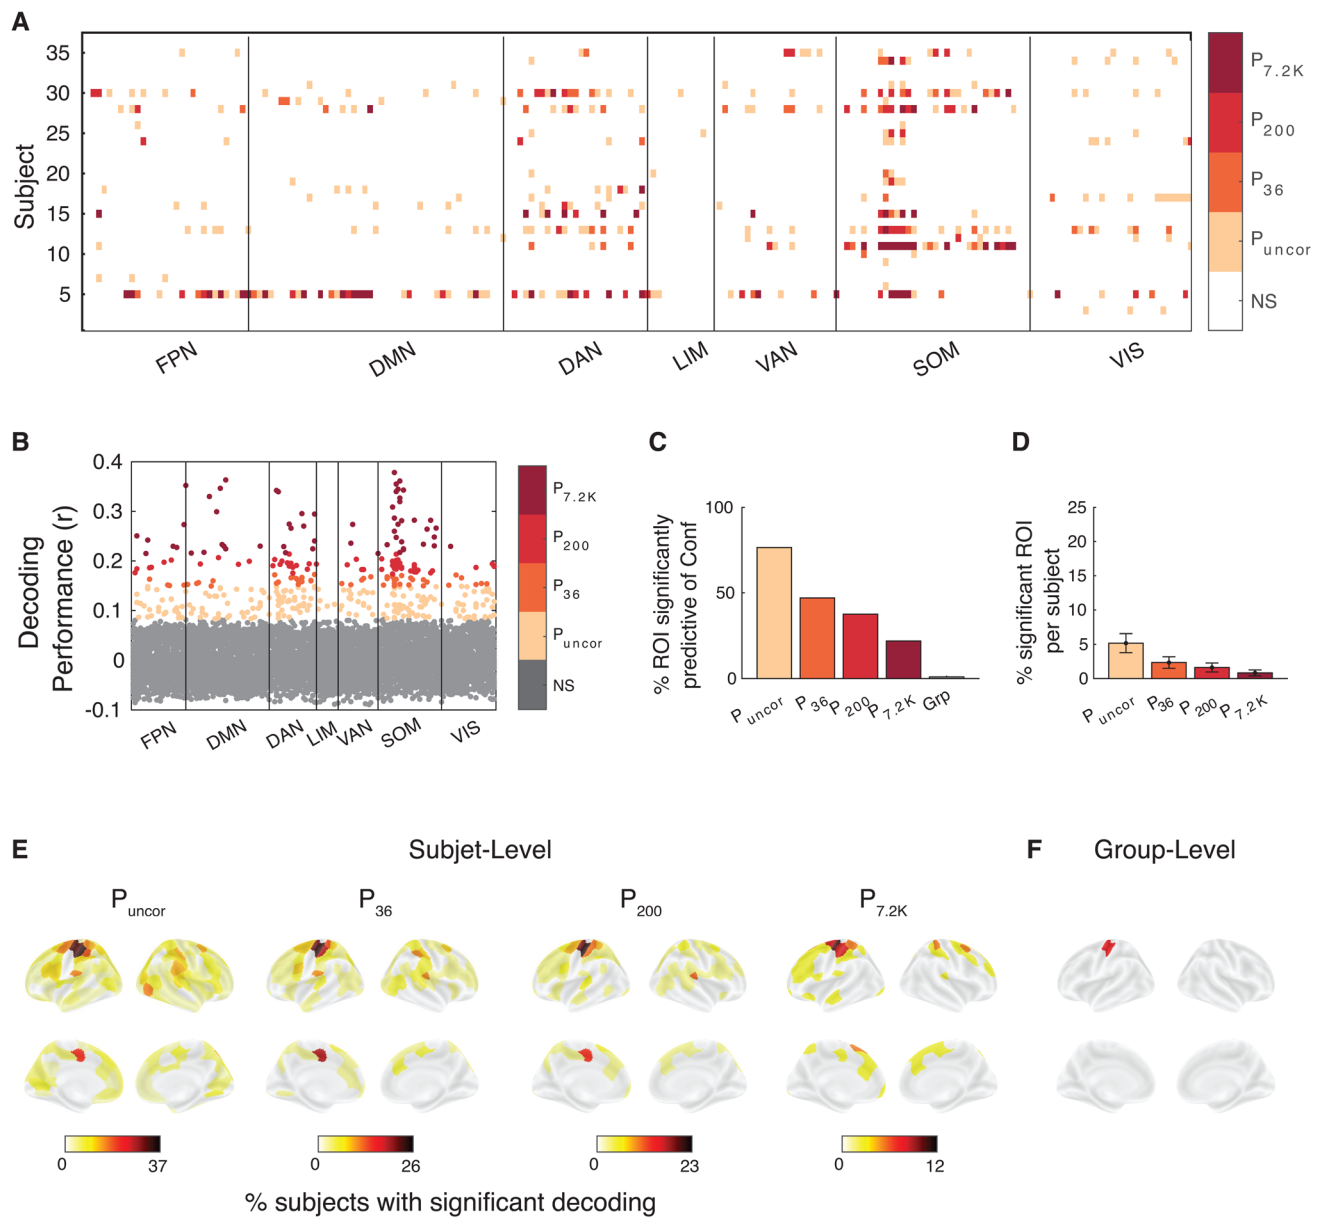 A
Subject
35
30
25
20
15
10
5
FPN DMN DAN LIM VAN SOM VIS
P7.2K
P200
P36
Puncor
NS
B
Decoding
Performance (r)
0.4
0.3
0.2
0.1
0
-0.1
FPN DMN DAN LIM VAN SOM VIS
P7.2K
P200
P36
Puncor
NS
C
% ROI significantly
predictive of Conf
100
50
0
Puncor P36 P200 P7.2K Grp
D
% significant ROI
per subject
25
20
15
10
5
0
Puncor P36 P200 P7.2K
E Subjet-Level
Puncor P36 P200 P7.2K
0 37 0 26 0 23 0 12
% subjects with significant decoding
F Group-Level